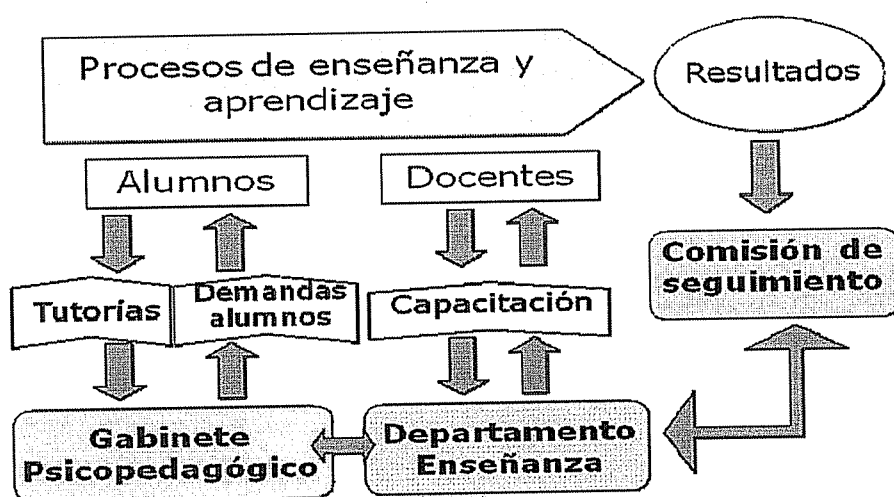 Procesos de enseñanza y
aprendizaje
Resultados
Alumnos
Docentes
Comisión de
seguimiento
Tutorías
Demandas
alumnos
Capacitación
Gabinete
Psicopedagógico
Departamento
Enseñanza